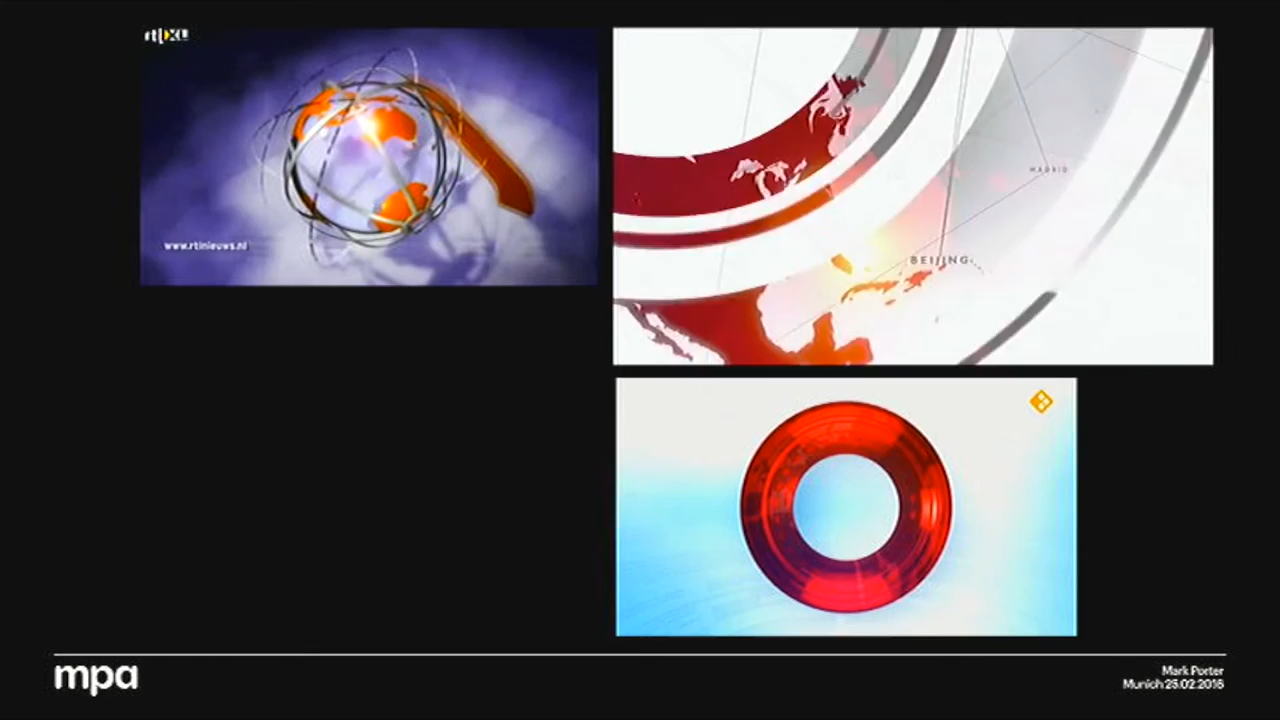 rtl XL
www.rtlnieuws.nl
MADRID
BEIJING
mpa
Mark Porter
Munich 25.02.2016